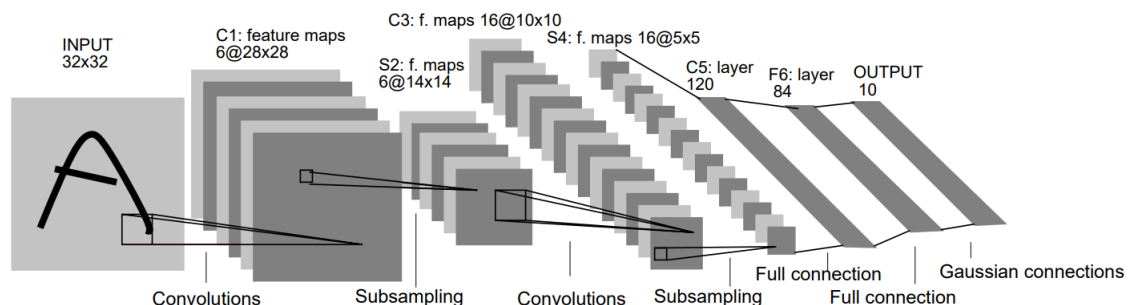 INPUT
32x32
C1: feature maps
6@28x28
S2: f. maps
6@14x14
C3: f. maps 16@10x10
S4: f. maps 16@5x5
C5: layer
120
F6: layer
84
OUTPUT
10
Convolutions
Subsampling
Convolutions
Subsampling
Full connection
Full connection
Gaussian connections
A